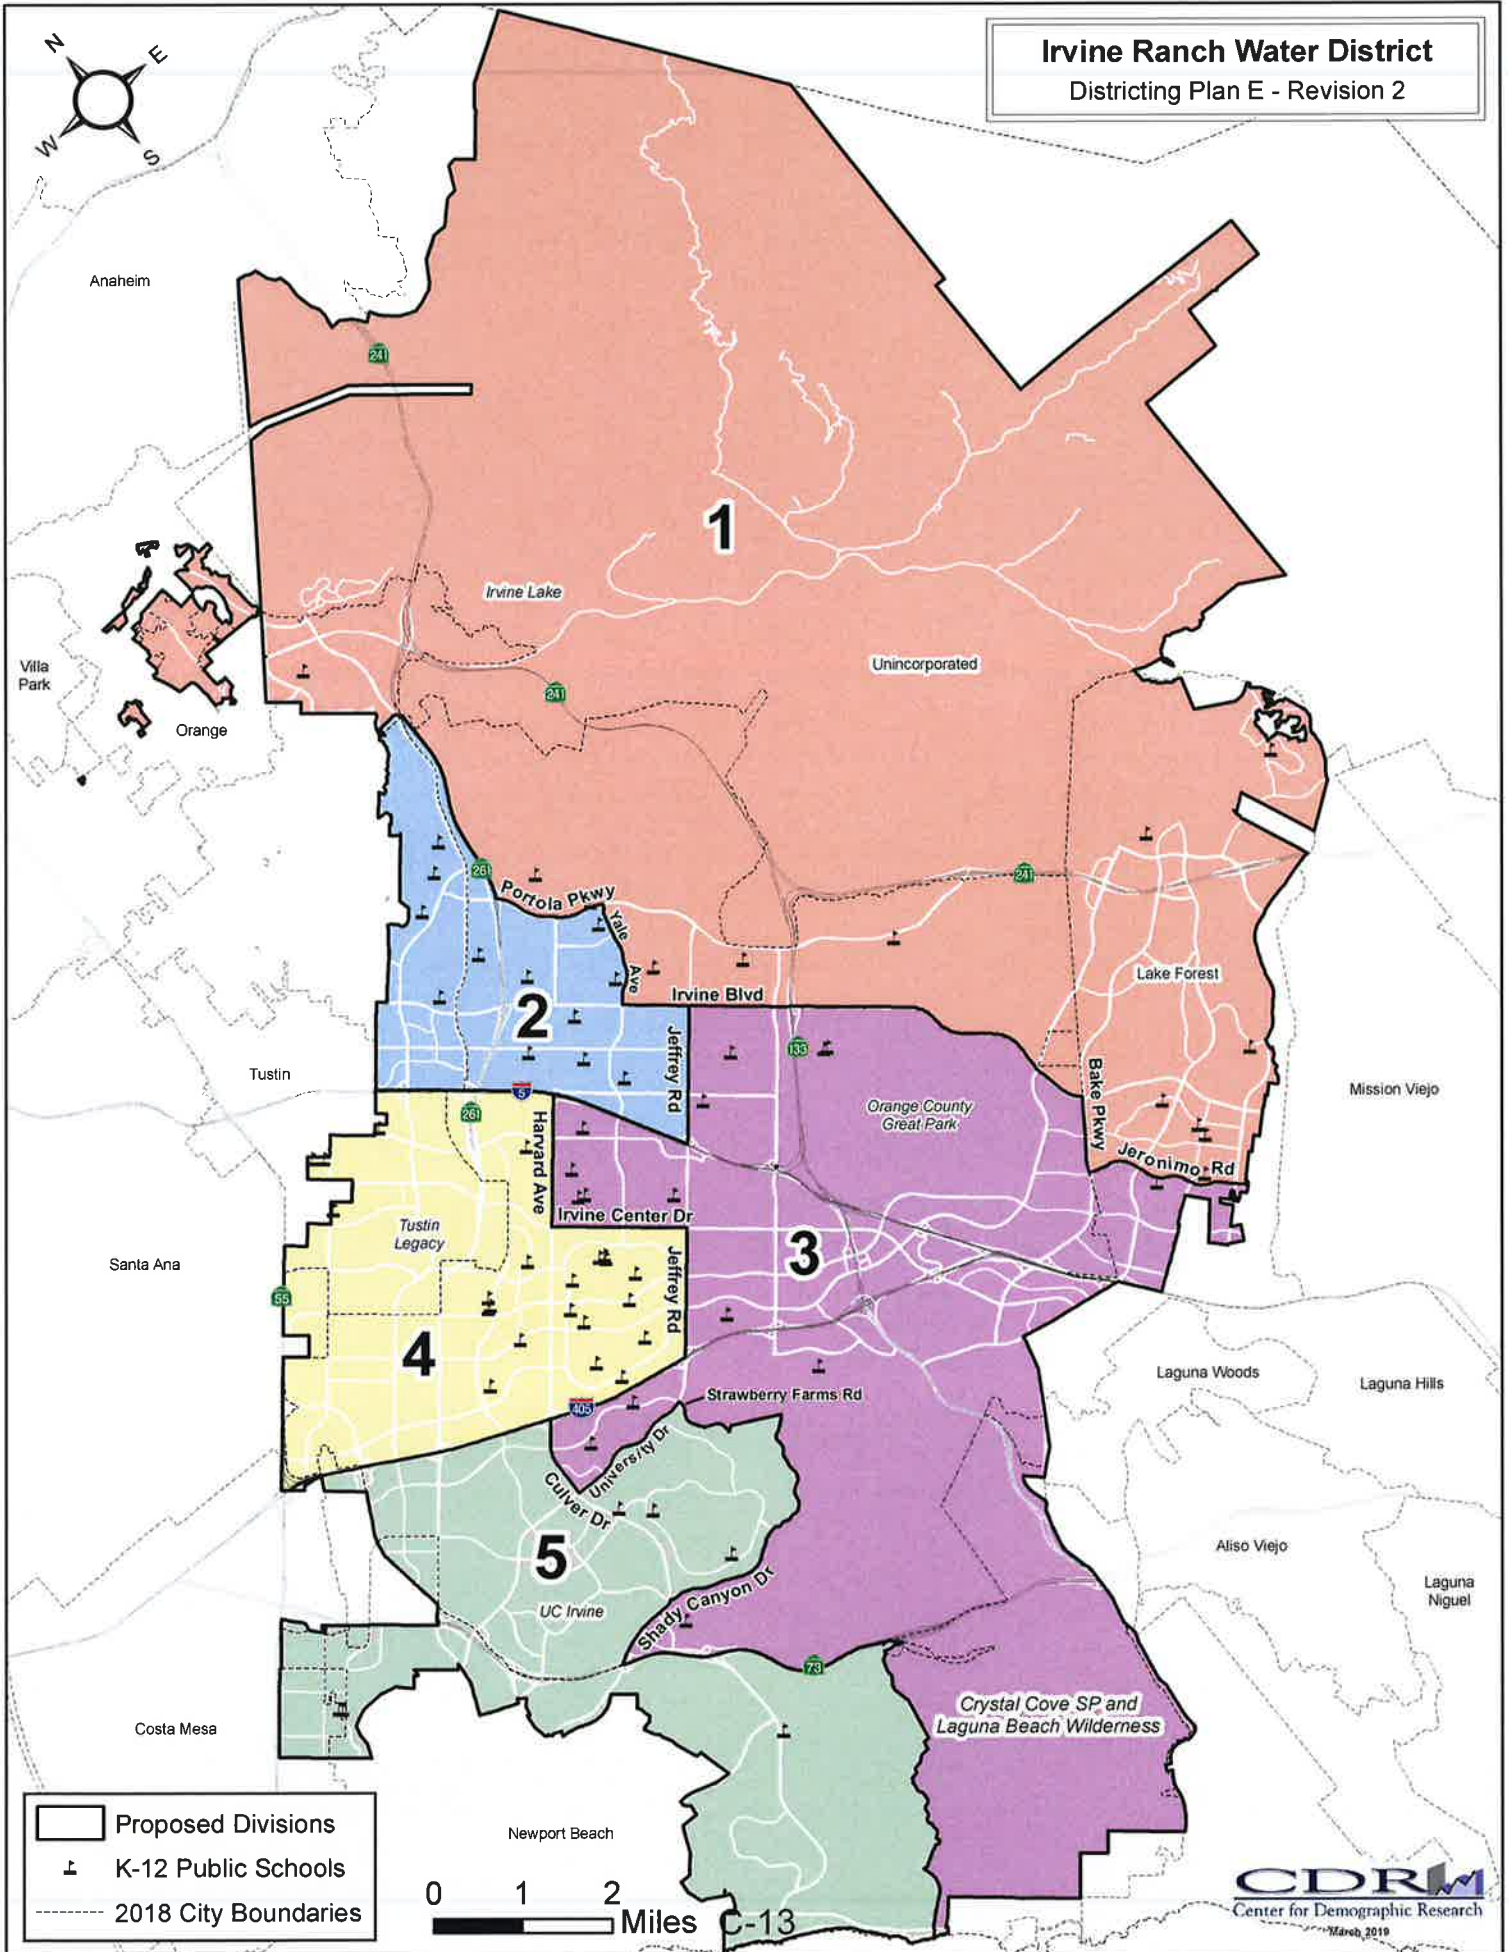 Irvine Ranch Water District
Districting Plan E - Revision 2
N
E
W
S
Anaheim
241
1
Irvine Lake
Unincorporated
Villa
Park
Orange
241
261
Portola Pkwy
Yale
Ave
241
Lake Forest
Irvine Blvd
2
Jeffrey Rd
133
Tustin
5
261
Harvard Ave
Orange County
Great Park
Bake Pkwy
Mission Viejo
Jeronimo Rd
Irvine Center Dr
Tustin
Legacy
3
Santa Ana
55
Jeffrey Rd
4
Laguna Woods
Laguna Hills
Strawberry Farms Rd
405
University Dr
Culver Dr
5
Aliso Viejo
Laguna
Niguel
UC Irvine
Shady Canyon Dr
73
Crystal Cove SP and
Laguna Beach Wilderness
Costa Mesa
Newport Beach
Proposed Divisions
K-12 Public Schools
2018 City Boundaries
0 1 2
Miles
C-13
CDR
Center for Demographic Research
March 2019